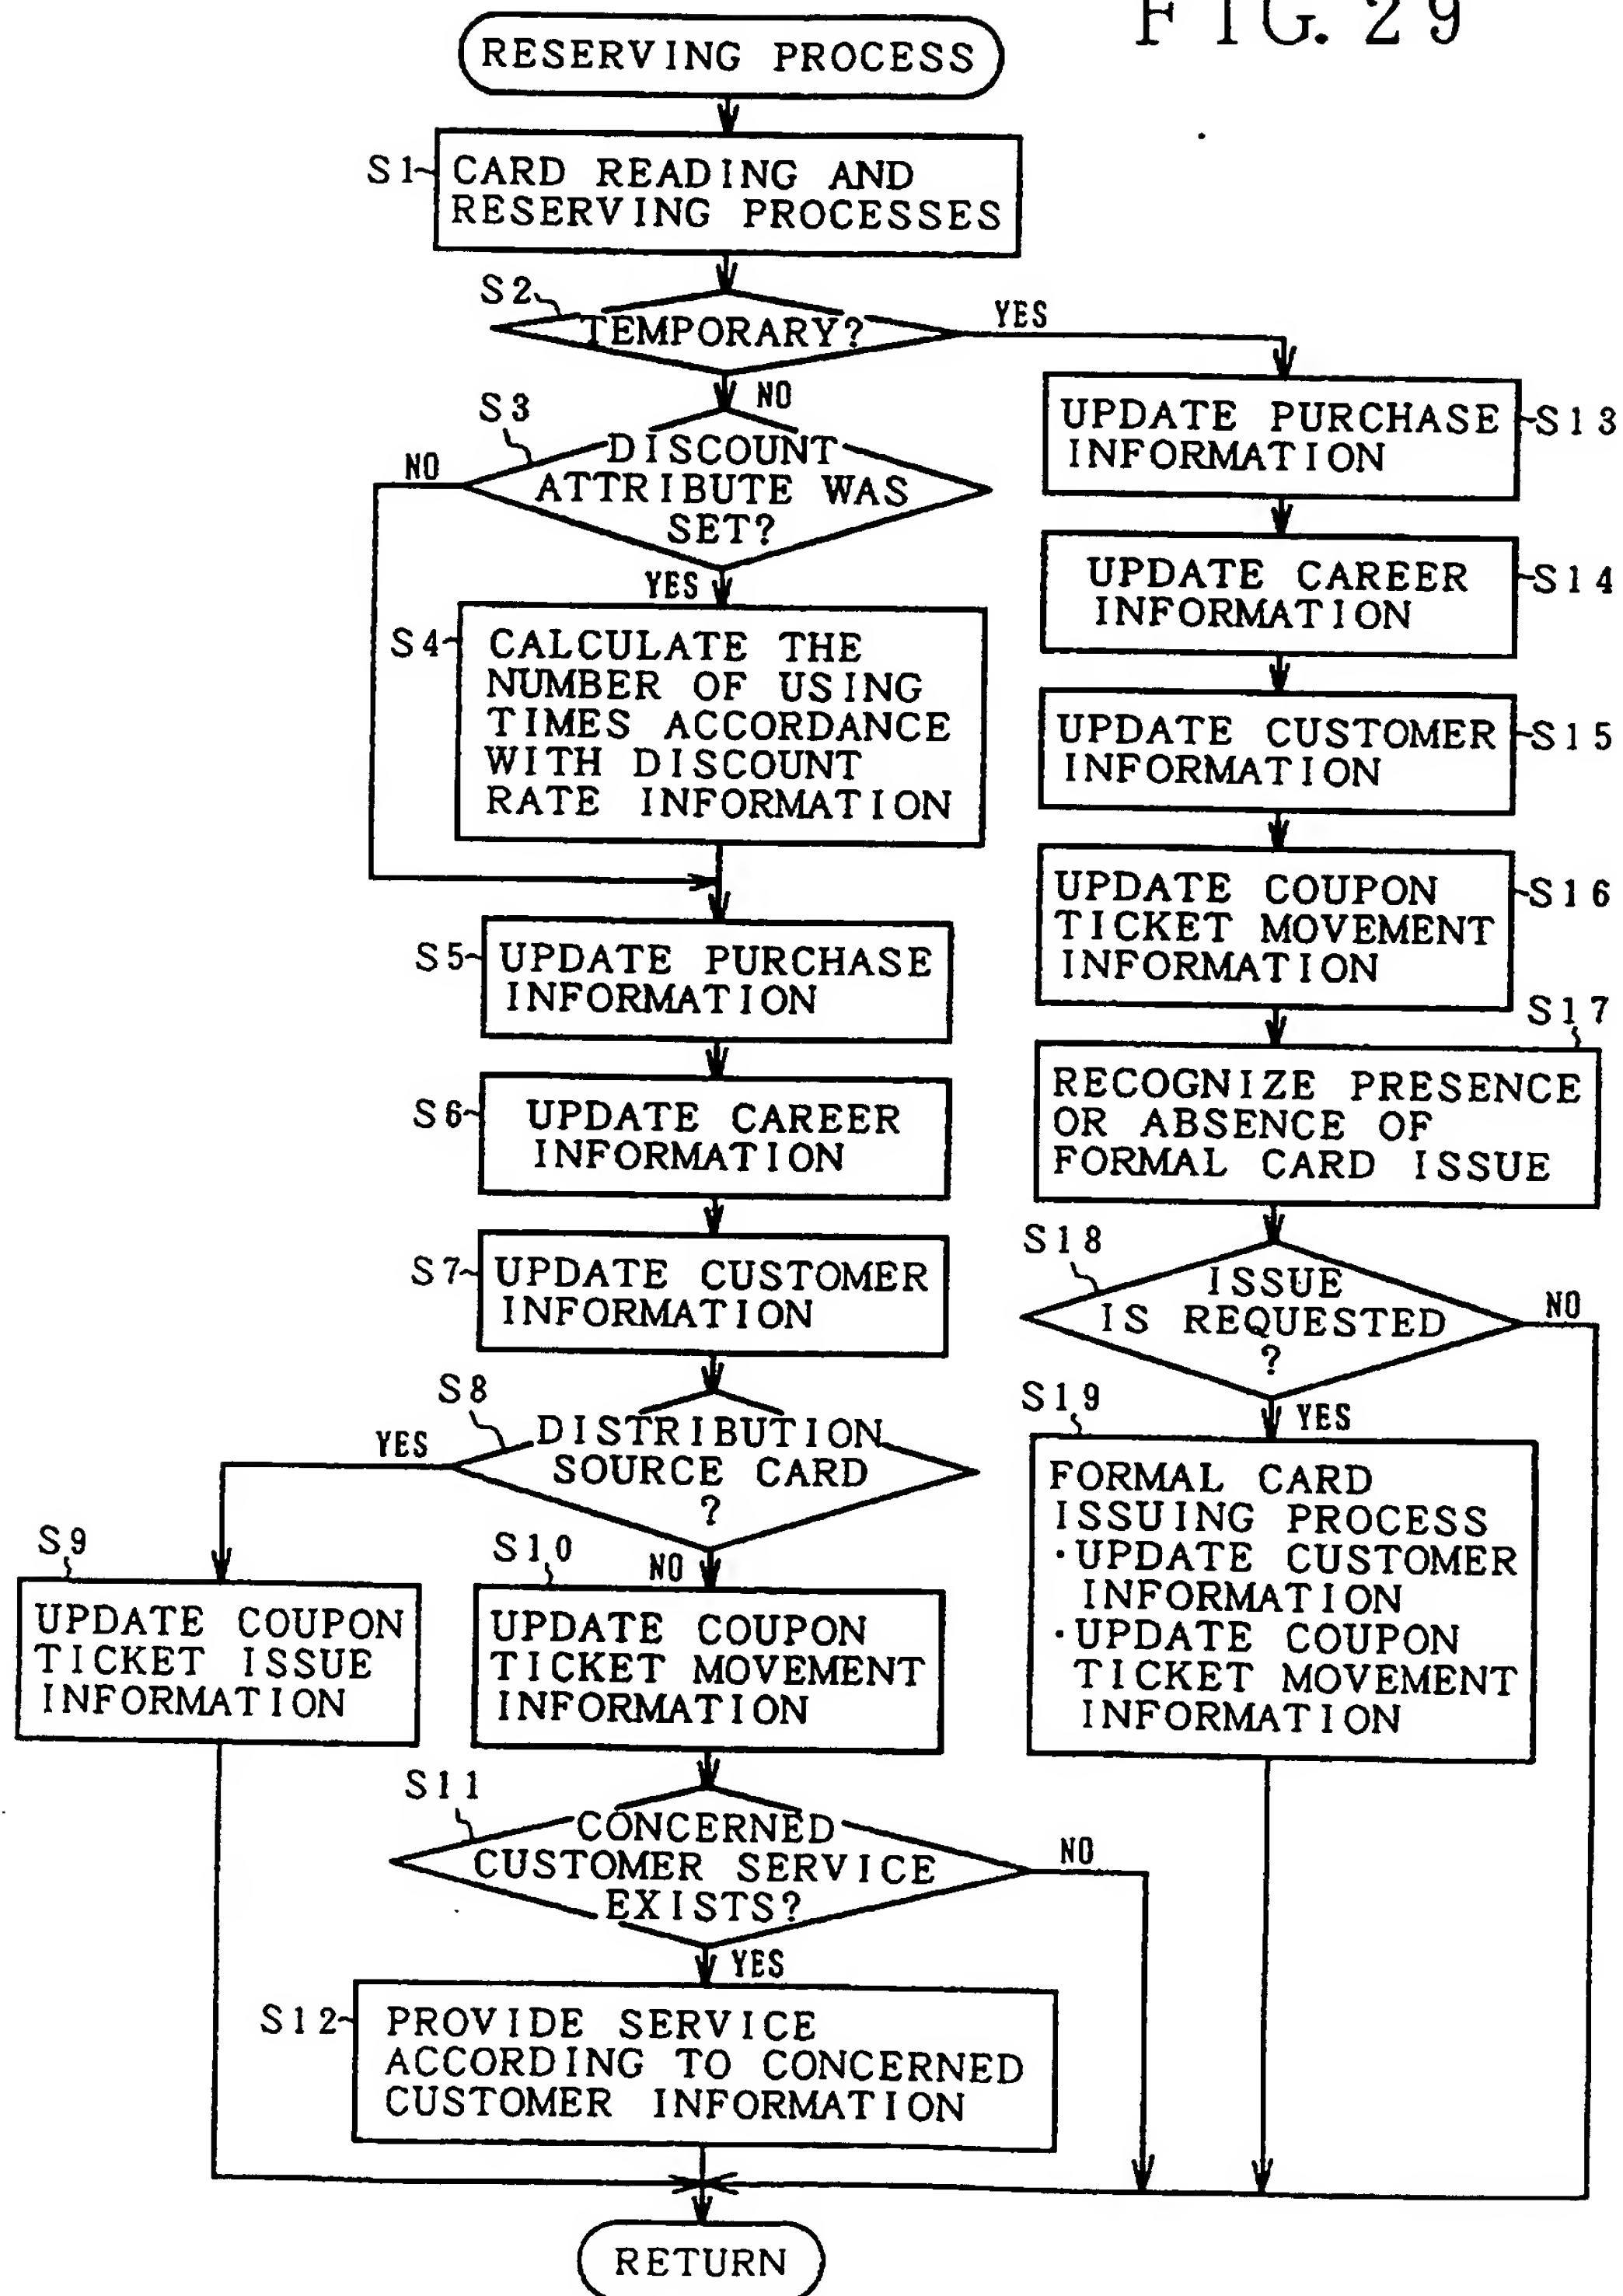 FIG. 29
RESERVING PROCESS
S1
CARD READING AND
RESERVING PROCESSES
S2
TEMPORARY?
YES
NO
S3
DISCOUNT
ATTRIBUTE WAS
SET?
NO
YES
S4
CALCULATE THE
NUMBER OF USING
TIMES ACCORDANCE
WITH DISCOUNT
RATE INFORMATION
S5
UPDATE PURCHASE
INFORMATION
S6
UPDATE CAREER
INFORMATION
S7
UPDATE CUSTOMER
INFORMATION
S8
DISTRIBUTION
SOURCE CARD
?
YES
NO
S9
UPDATE COUPON
TICKET ISSUE
INFORMATION
S10
UPDATE COUPON
TICKET MOVEMENT
INFORMATION
S11
CONCERNED
CUSTOMER SERVICE
EXISTS?
NO
YES
S12
PROVIDE SERVICE
ACCORDING TO CONCERNED
CUSTOMER INFORMATION
UPDATE PURCHASE
INFORMATION
S13
UPDATE CAREER
INFORMATION
S14
UPDATE CUSTOMER
INFORMATION
S15
UPDATE COUPON
TICKET MOVEMENT
INFORMATION
S16
S17
RECOGNIZE PRESENCE
OR ABSENCE OF
FORMAL CARD ISSUE
S18
ISSUE
IS REQUESTED
?
NO
YES
S19
FORMAL CARD
ISSUING PROCESS
·UPDATE CUSTOMER
INFORMATION
·UPDATE COUPON
TICKET MOVEMENT
INFORMATION
RETURN